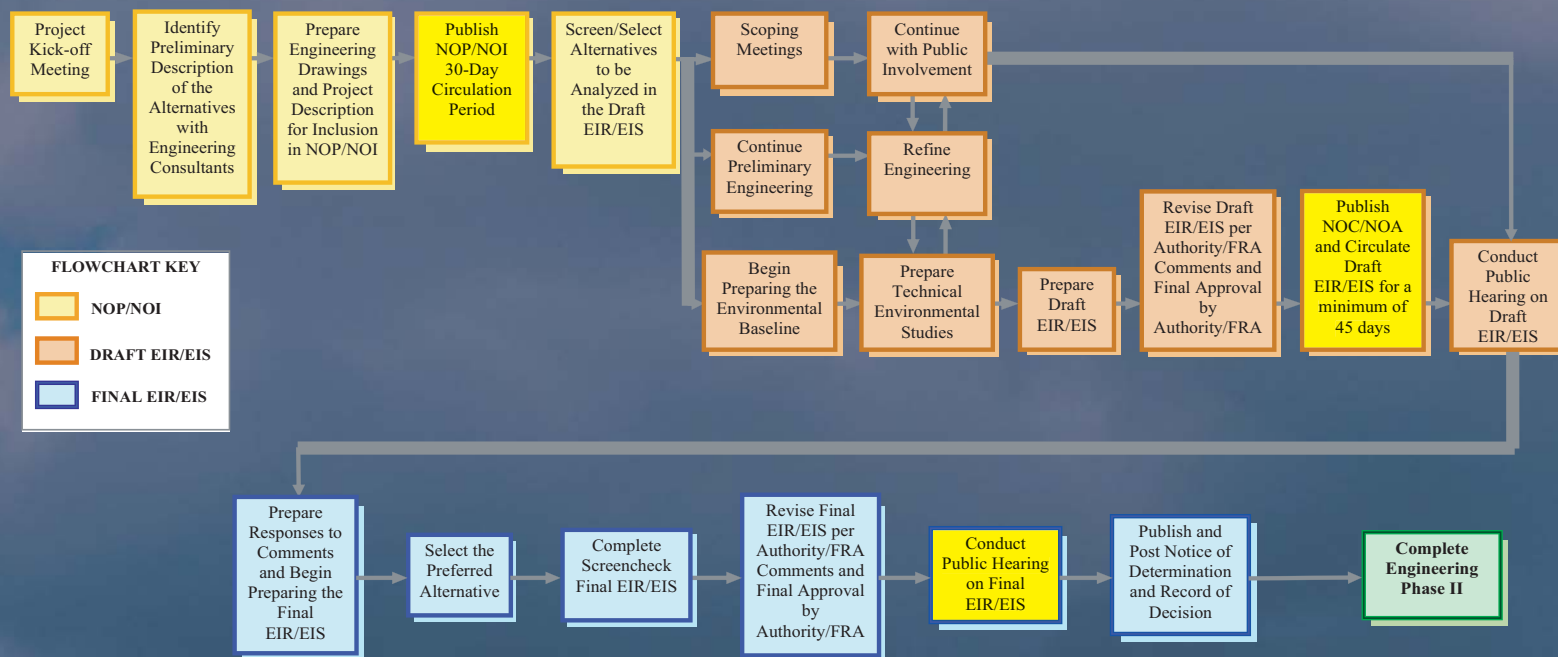 Project
Kick-off
Meeting
Identify
Preliminary
Description
of the
Alternatives
with
Engineering
Consultants
Prepare
Engineering
Drawings
and Project
Description
for Inclusion
in NOP/NOI
Publish
NOP/NOI
30-Day
Circulation
Period
Screen/Select
Alternatives
to be
Analyzed in
the Draft
EIR/EIS
Scoping
Meetings
Continue
with Public
Involvement
Continue
Preliminary
Engineering
Refine
Engineering
Begin
Preparing the
Environmental
Baseline
Prepare
Technical
Environmental
Studies
Prepare
Draft
EIR/EIS
Revise Draft
EIR/EIS per
Authority/FRA
Comments and
Final Approval
by
Authority/FRA
Publish
NOC/NOA
and Circulate
Draft
EIR/EIS for a
minimum of
45 days
Conduct
Public
Hearing on
Draft
EIR/EIS
FLOWCHART KEY
NOP/NOI
DRAFT EIR/EIS
FINAL EIR/EIS
Prepare
Responses to
Comments
and Begin
Preparing the
Final
EIR/EIS
Select the
Preferred
Alternative
Complete
Screencheck
Final EIR/EIS
Revise Final
EIR/EIS per
Authority/FRA
Comments and
Final Approval
by
Authority/FRA
Conduct
Public Hearing
on Final
EIR/EIS
Publish and
Post Notice of
Determination
and Record of
Decision
Complete
Engineering
Phase II